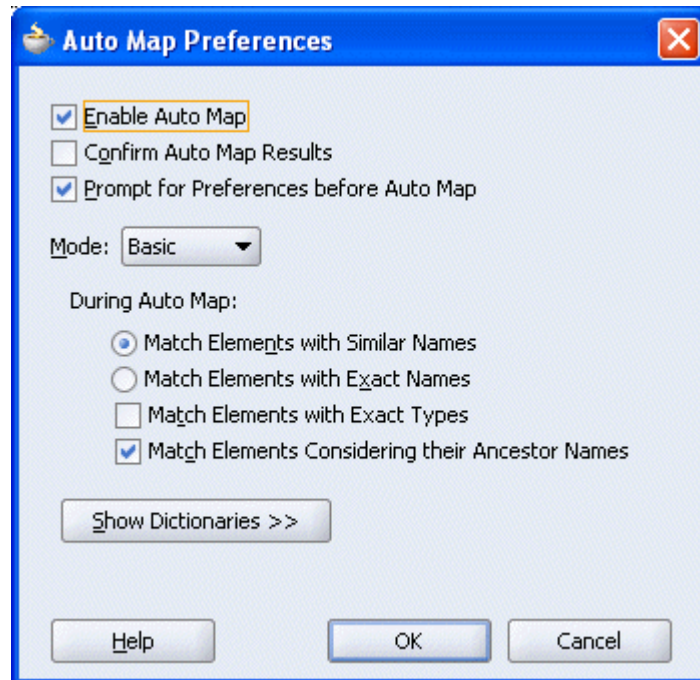 Auto Map Preferences
Enable Auto Map
Confirm Auto Map Results
Prompt for Preferences before Auto Map
Mode: Basic
During Auto Map:
Match Elements with Similar Names
Match Elements with Exact Names
Match Elements with Exact Types
Match Elements Considering their Ancestor Names
Show Dictionaries >>
Help OK Cancel